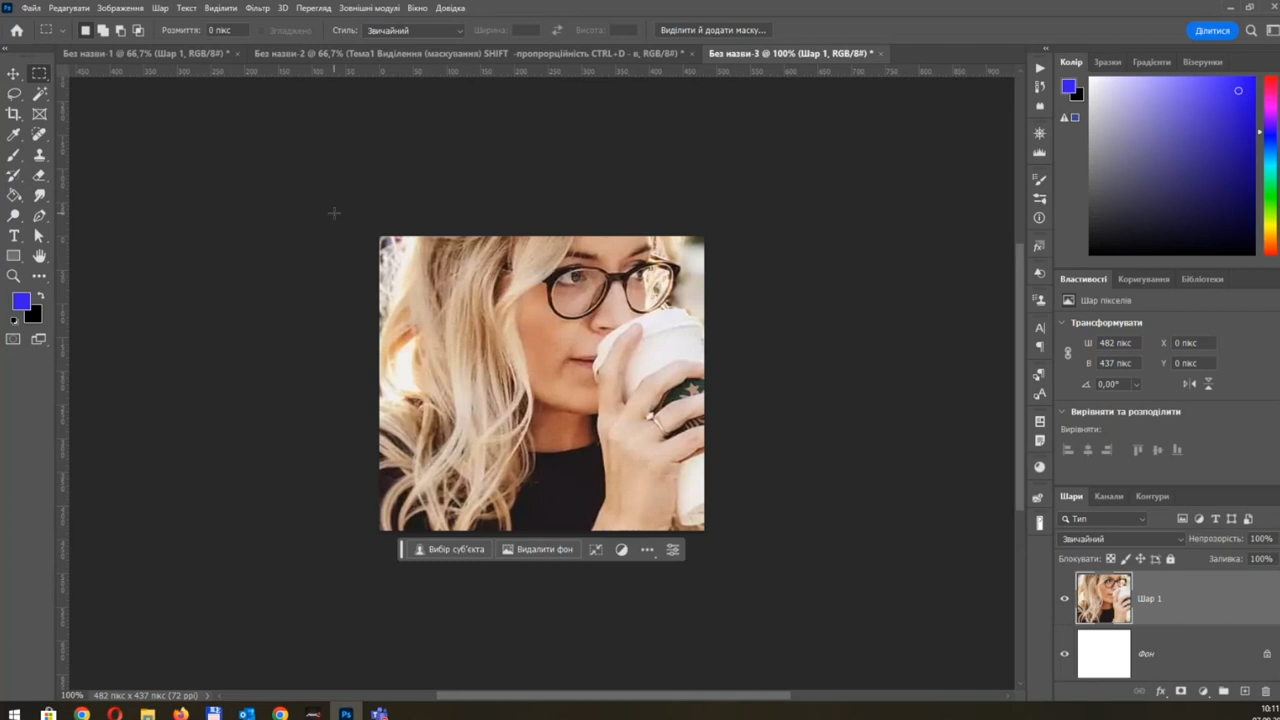 Файл Редагувати Зображення Шар Текст Виділити Фільтр 3D Перегляд Зовнішні модулі Вікно Довідка
Розмиття: 0 пікс Згладжено Стиль: Звичайний Ширина: Висота: Виділити й додати маску... Ділитися
Без назви-1 @ 66,7% (Шар 1, RGB/8#) * × Без назви-2 @ 66,7% (Тема1 Виділення (маскування) SHIFT -пропорційність CTRL+D - в, RGB/8#) * × Без назви-3 @ 100% (Шар 1, RGB/8#) * ×
Колір Зразки Градієнти Візерунки
Властивості Коригування Бібліотеки
Шар пікселів
Трансформувати
Ш 482 пікс X 0 пікс
В 437 пікс Y 0 пікс
0,00°
Вирівняти та розподілити
Вирівняти:
Шари Канали Контури
Тип
Звичайний Непрозорість: 100%
Блокувати: Заливка: 100%
Шар 1
Фон
Вибір суб'єкта Видалити фон
100% 482 пікс x 437 пікс (72 ppi)
10:11